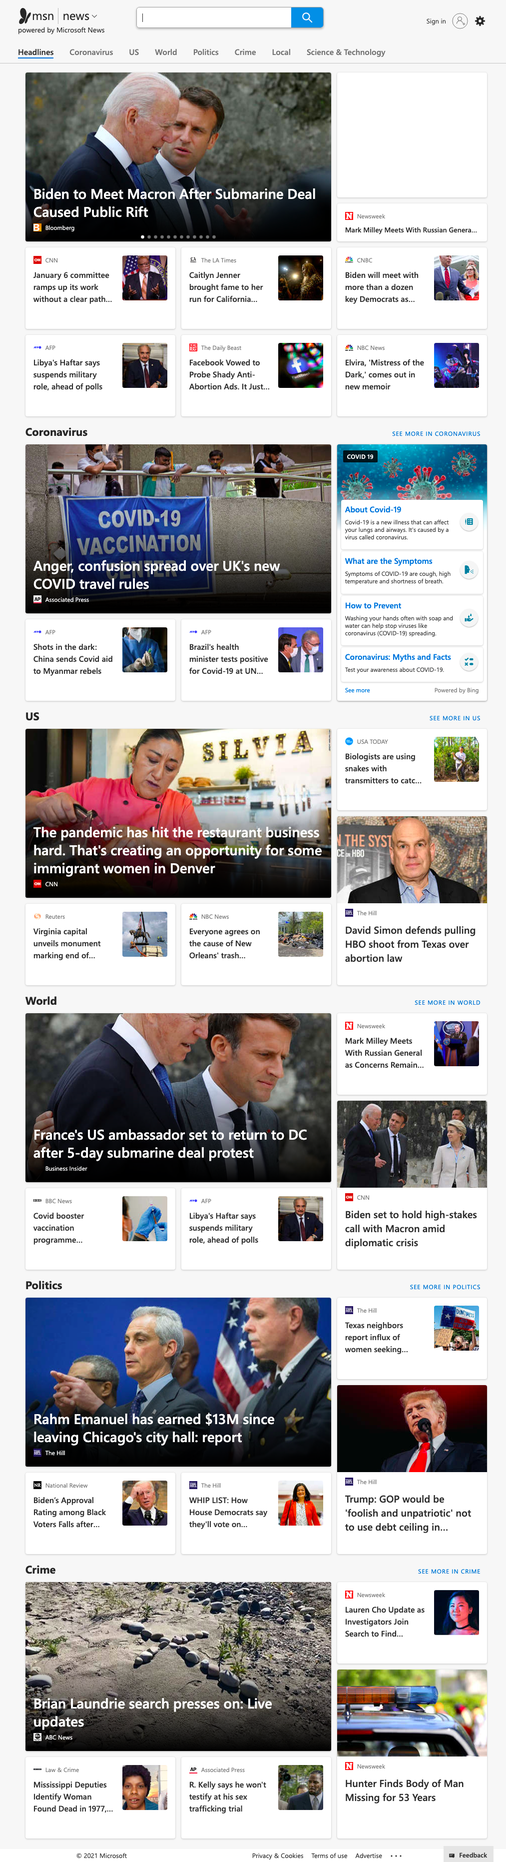 msn | news
powered by Microsoft News
Sign in
Headlines Coronavirus US World Politics Crime Local Science & Technology
Biden to Meet Macron After Submarine Deal
Caused Public Rift
Bloomberg
Newsweek
Mark Milley Meets With Russian Genera...
CNN
January 6 committee
ramps up its work
without a clear path...
The LA Times
Caitlyn Jenner
brought fame to her
run for California...
CNBC
Biden will meet with
more than a dozen
key Democrats as...
AFP
Libya's Haftar says
suspends military
role, ahead of polls
The Daily Beast
Facebook Vowed to
Probe Shady Anti-
Abortion Ads. It Just...
NBC News
Elvira, 'Mistress of the
Dark,' comes out in
new memoir
Coronavirus
SEE MORE IN CORONAVIRUS
COVID-19
VACCINATION
CENTER
Anger, confusion spread over UK's new
COVID travel rules
Associated Press
COVID 19
About Covid-19
Covid-19 is a new illness that can affect
your lungs and airways. It's caused by a
virus called coronavirus.
What are the Symptoms
Symptoms of COVID-19 are cough, high
temperature and shortness of breath.
How to Prevent
Washing your hands often with soap and
water can help stop viruses like
coronavirus (COVID-19) spreading.
Coronavirus: Myths and Facts
Test your awareness about COVID-19.
See more
Powered by Bing
AFP
Shots in the dark:
China sends Covid aid
to Myanmar rebels
AFP
Brazil's health
minister tests positive
for Covid-19 at UN...
US
SEE MORE IN US
SILVIA
The pandemic has hit the restaurant business
hard. That's creating an opportunity for some
immigrant women in Denver
CNN
USA TODAY
Biologists are using
snakes with
transmitters to catc...
N THE SYST
HBO
The Hill
David Simon defends pulling
HBO shoot from Texas over
abortion law
Reuters
Virginia capital
unveils monument
marking end of...
NBC News
Everyone agrees on
the cause of New
Orleans' trash...
World
SEE MORE IN WORLD
France's US ambassador set to return to DC
after 5-day submarine deal protest
Business Insider
Newsweek
Mark Milley Meets
With Russian General
as Concerns Remain...
CNN
Biden set to hold high-stakes
call with Macron amid
diplomatic crisis
BBC News
Covid booster
vaccination
programme...
AFP
Libya's Haftar says
suspends military
role, ahead of polls
Politics
SEE MORE IN POLITICS
Rahm Emanuel has earned $13M since
leaving Chicago's city hall: report
The Hill
The Hill
Texas neighbors
report influx of
women seeking...
The Hill
Trump: GOP would be
'foolish and unpatriotic' not
to use debt ceiling in...
National Review
Biden's Approval
Rating among Black
Voters Falls after...
The Hill
WHIP LIST: How
House Democrats say
they'll vote on...
Crime
SEE MORE IN CRIME
Brian Laundrie search presses on: Live
updates
ABC News
Newsweek
Lauren Cho Update as
Investigators Join
Search to Find...
Newsweek
Hunter Finds Body of Man
Missing for 53 Years
Law & Crime
Mississippi Deputies
Identify Woman
Found Dead in 1977,...
Associated Press
R. Kelly says he won't
testify at his sex
trafficking trial
© 2021 Microsoft
Privacy & Cookies Terms of use Advertise ...
Feedback